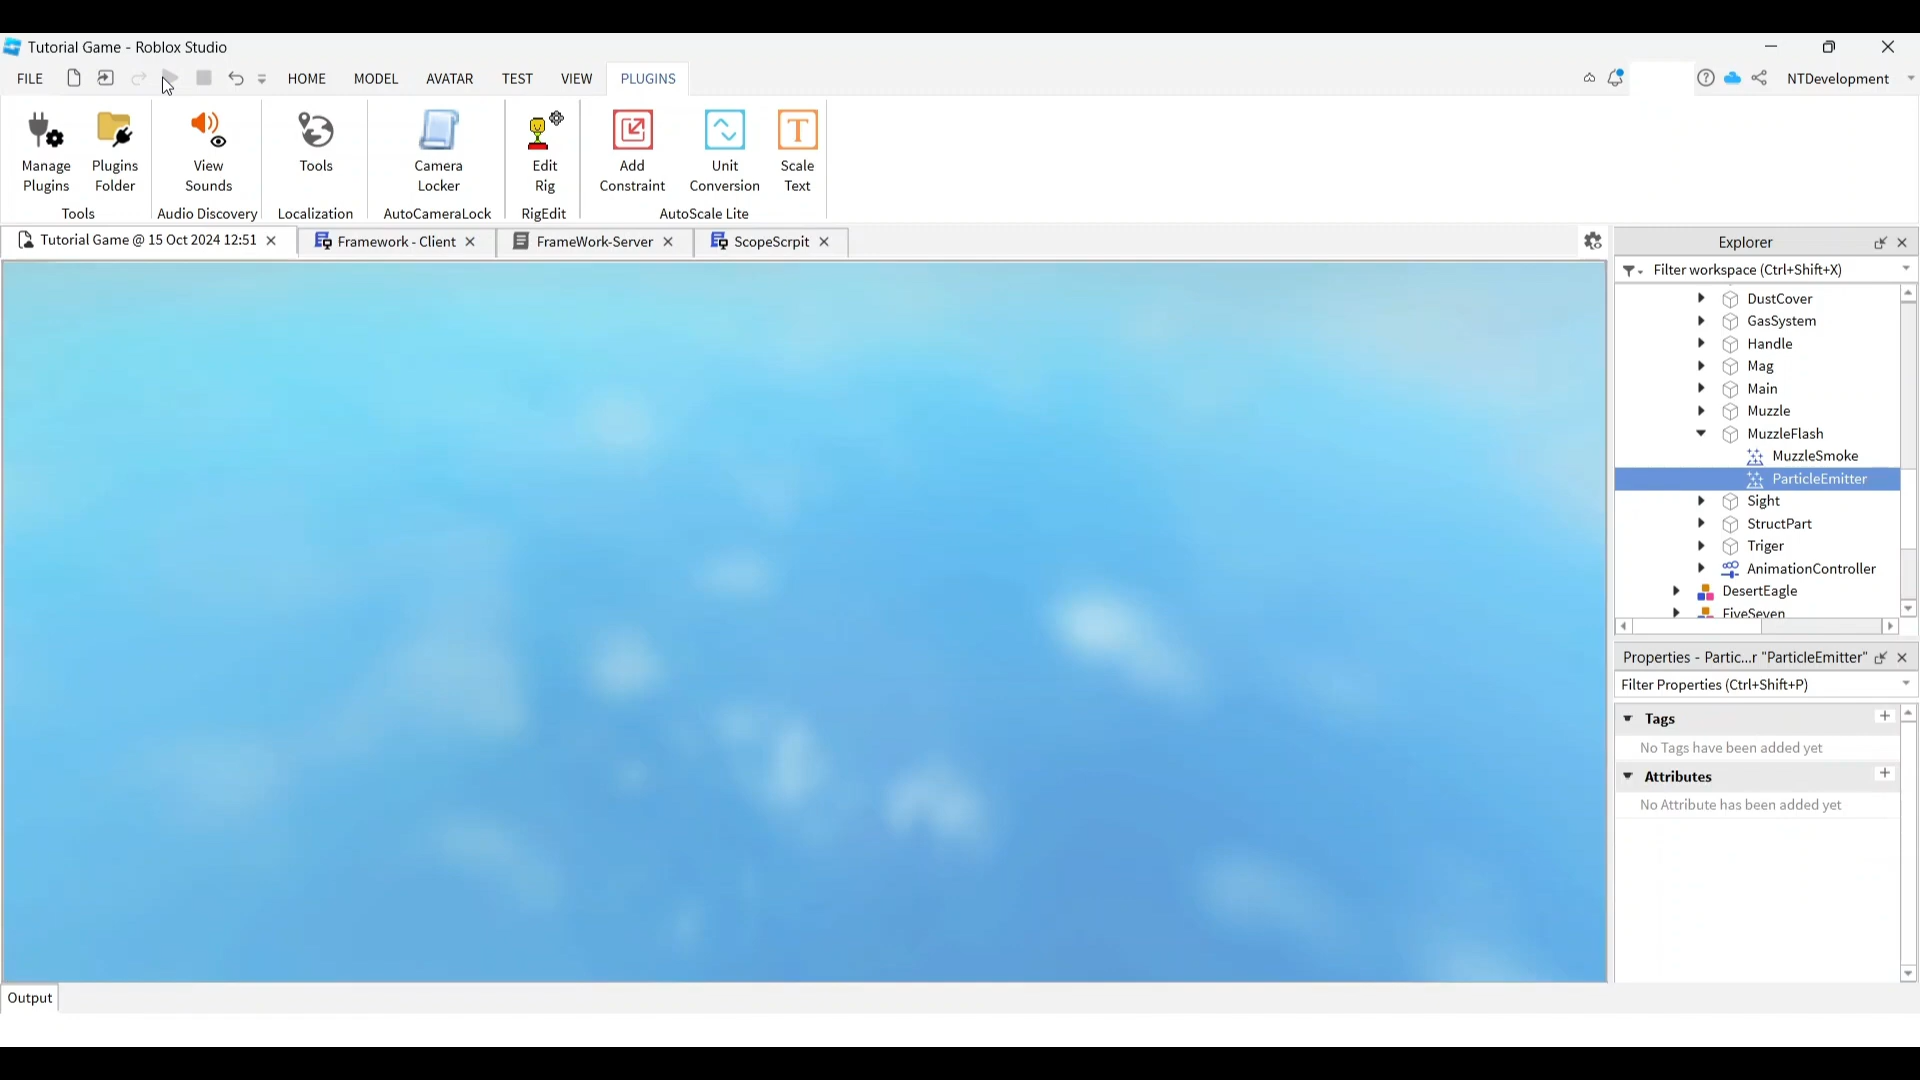 Tutorial Game - Roblox Studio
FILE HOME MODEL AVATAR TEST VIEW PLUGINS NTDevelopment
Manage Plugins
Plugins Folder
View Sounds
Tools
Camera Locker
Edit Rig
Add Constraint
Unit Conversion
Scale Text
Tools Audio Discovery Localization AutoCameraLock RigEdit AutoScale Lite
Tutorial Game @ 15 Oct 2024 12:51 Framework - Client FrameWork-Server ScopeScrpit
Explorer
Filter workspace (Ctrl+Shift+X)
DustCover
GasSystem
Handle
Mag
Main
Muzzle
MuzzleFlash
MuzzleSmoke
ParticleEmitter
Sight
StructPart
Triger
AnimationController
DesertEagle
FiveSeven
Properties - Partic...r "ParticleEmitter"
Filter Properties (Ctrl+Shift+P)
Tags
No Tags have been added yet
Attributes
No Attribute has been added yet
Output